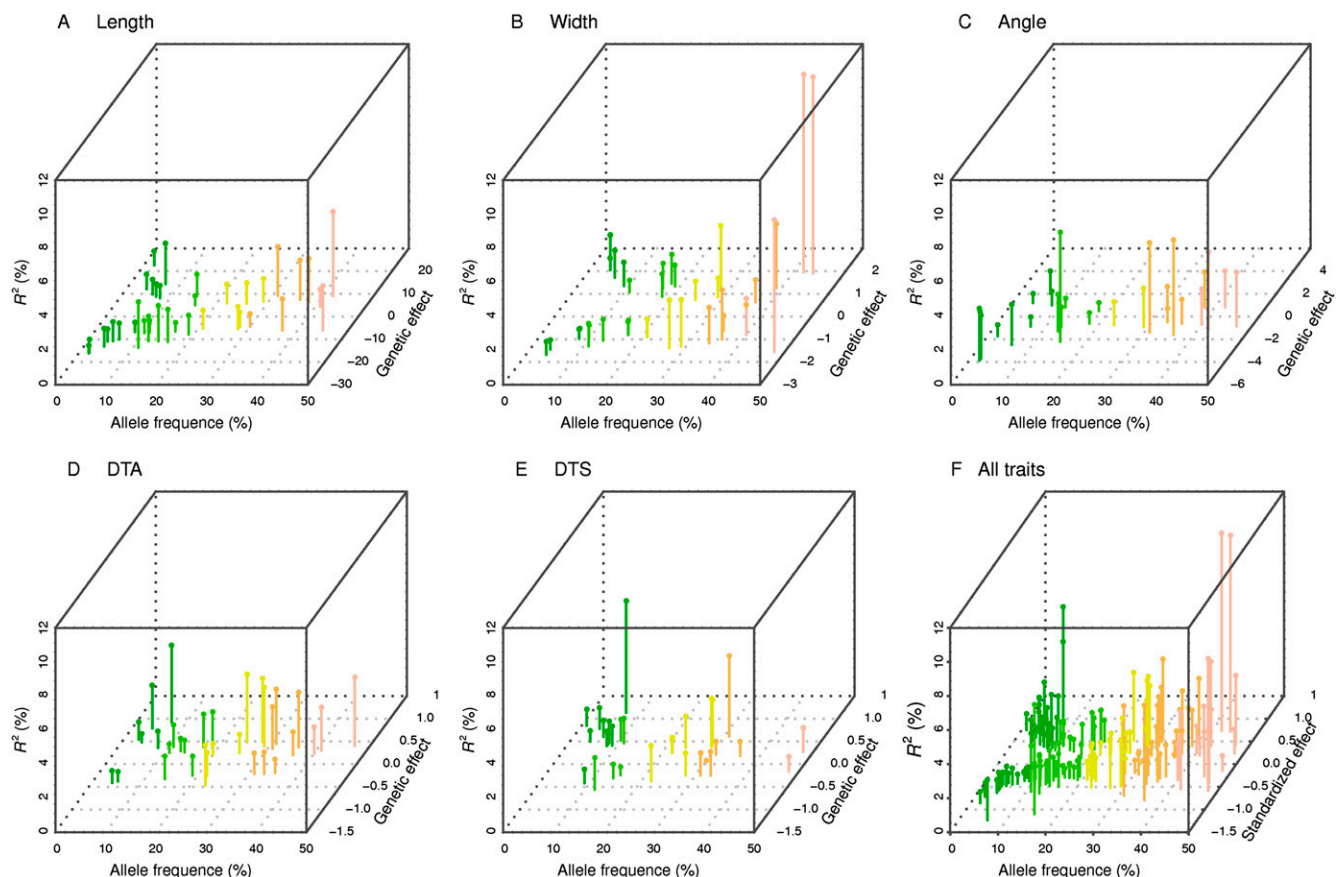 A Length
B Width
C Angle
R² (%)
0 2 4 6 8 10 12
0 10 20 30 40 50
Allele frequence (%)
−30 −20 −10 0 10 20
Genetic effect
R² (%)
0 2 4 6 8 10 12
0 10 20 30 40 50
Allele frequence (%)
−3 −2 −1 0 1 2
Genetic effect
R² (%)
0 2 4 6 8 10 12
0 10 20 30 40 50
Allele frequence (%)
−6 −4 −2 0 2 4
Genetic effect
D DTA
E DTS
F All traits
R² (%)
0 2 4 6 8 10 12
0 10 20 30 40 50
Allele frequence (%)
−1.5 −1.0 −0.5 0.0 0.5 1.0 1
Genetic effect
R² (%)
0 2 4 6 8 10 12
0 10 20 30 40 50
Allele frequence (%)
−1.5 −1.0 −0.5 0.0 0.5 1.0 1
Genetic effect
R² (%)
0 2 4 6 8 10 12
0 10 20 30 40 50
Allele frequence (%)
−1.5 −1.0 −0.5 0.0 0.5 1.0 1
Standardized effect